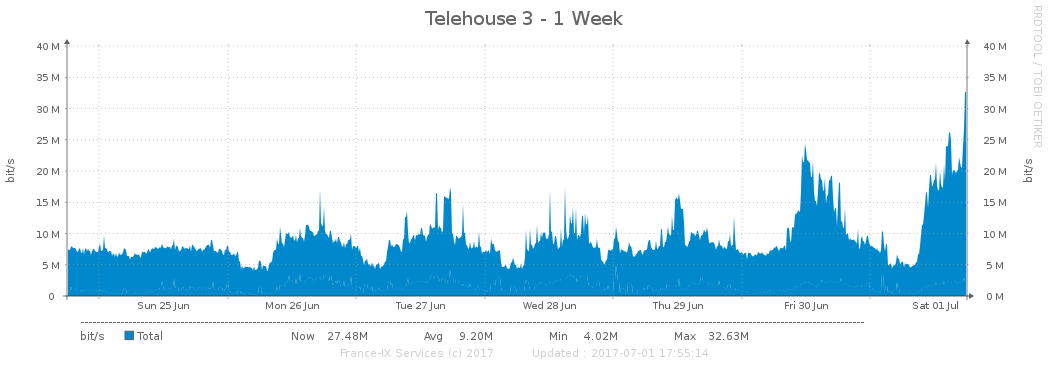 Telehouse 3 - 1 Week
RRDTOOL / TOBI OETIKER
bit/s
40 M 40 M
35 M 35 M
30 M 30 M
25 M 25 M
20 M 20 M
15 M 15 M
10 M 10 M
5 M 5 M
0 0 M
bit/s
Sun 25 Jun Mon 26 Jun Tue 27 Jun Wed 28 Jun Thu 29 Jun Fri 30 Jun Sat 01 Jul
bit/s Total Now 27.48M Avg 9.20M Min 4.02M Max 32.63M
France-IX Services (c) 2017 Updated : 2017-07-01 17:55:14